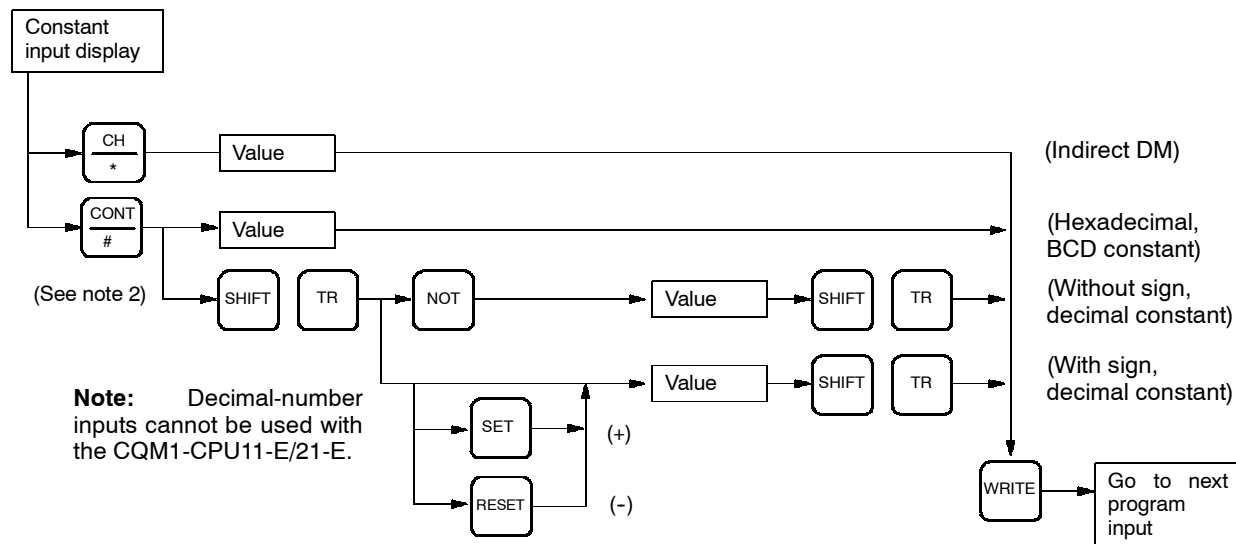 Constant
input display
CH
*
Value
(Indirect DM)
CONT
#
Value
(Hexadecimal,
BCD constant)
(See note 2)
SHIFT
TR
NOT
Value
SHIFT
TR
(Without sign,
decimal constant)
Value
SHIFT
TR
(With sign,
decimal constant)
Note: Decimal-number
inputs cannot be used with
the CQM1-CPU11-E/21-E.
SET
(+)
RESET
(-)
WRITE
Go to next
program
input